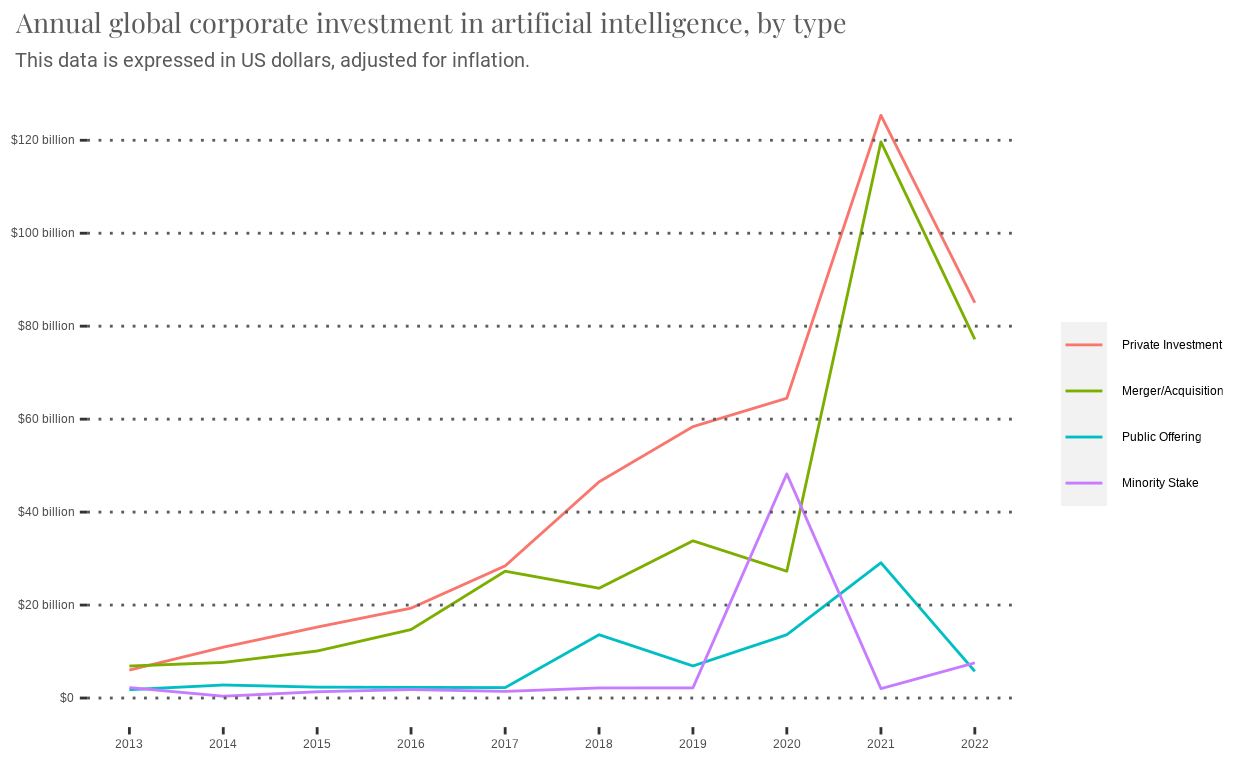 Annual global corporate investment in artificial intelligence, by type
This data is expressed in US dollars, adjusted for inflation.
$120 billion
$100 billion
$80 billion
$60 billion
$40 billion
$20 billion
$0
2013 2014 2015 2016 2017 2018 2019 2020 2021 2022
Private Investment
Merger/Acquisition
Public Offering
Minority Stake